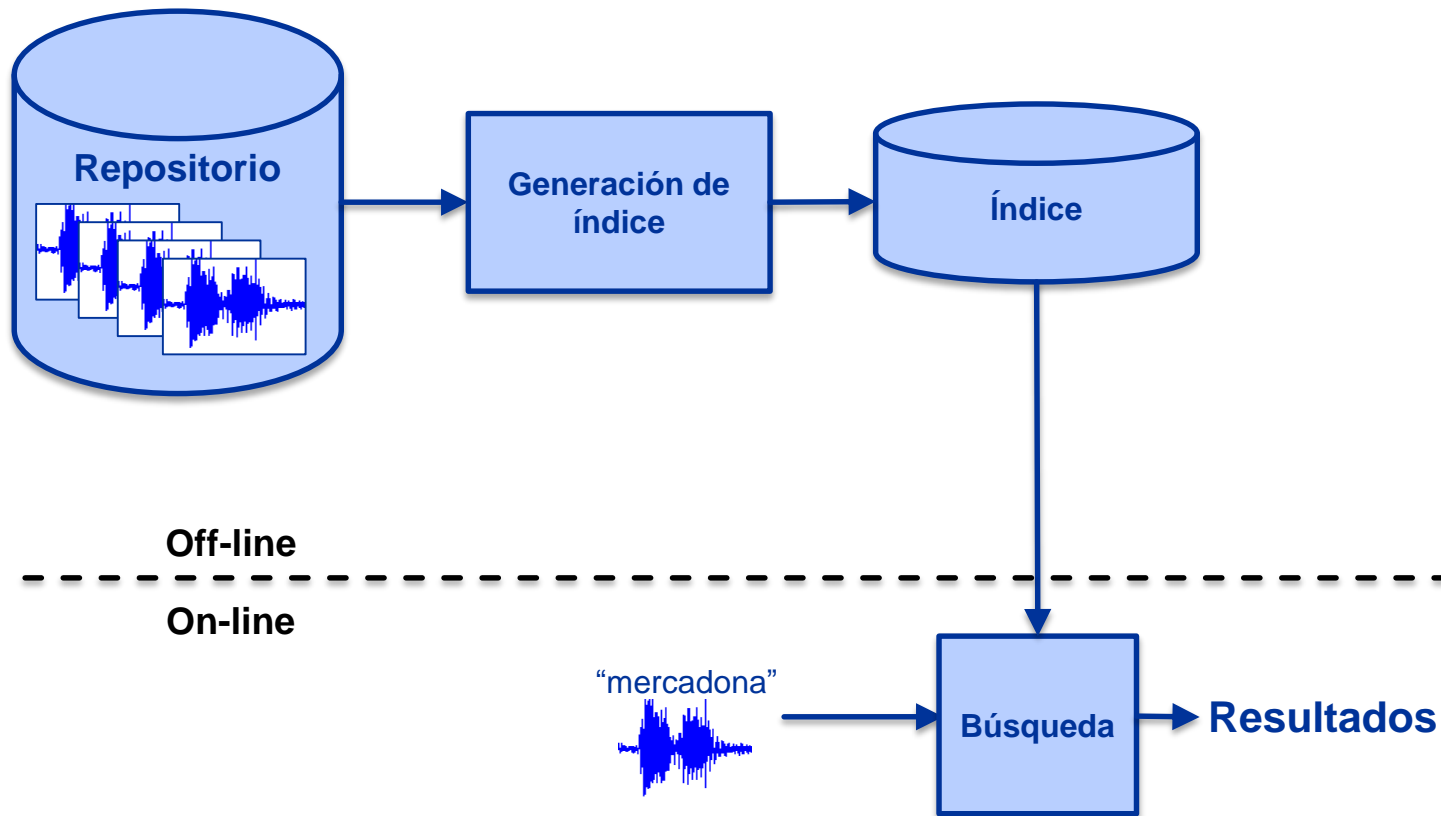 Repositorio
Generación de
índice
Índice
Off-line
On-line
“mercadona”
Búsqueda
Resultados